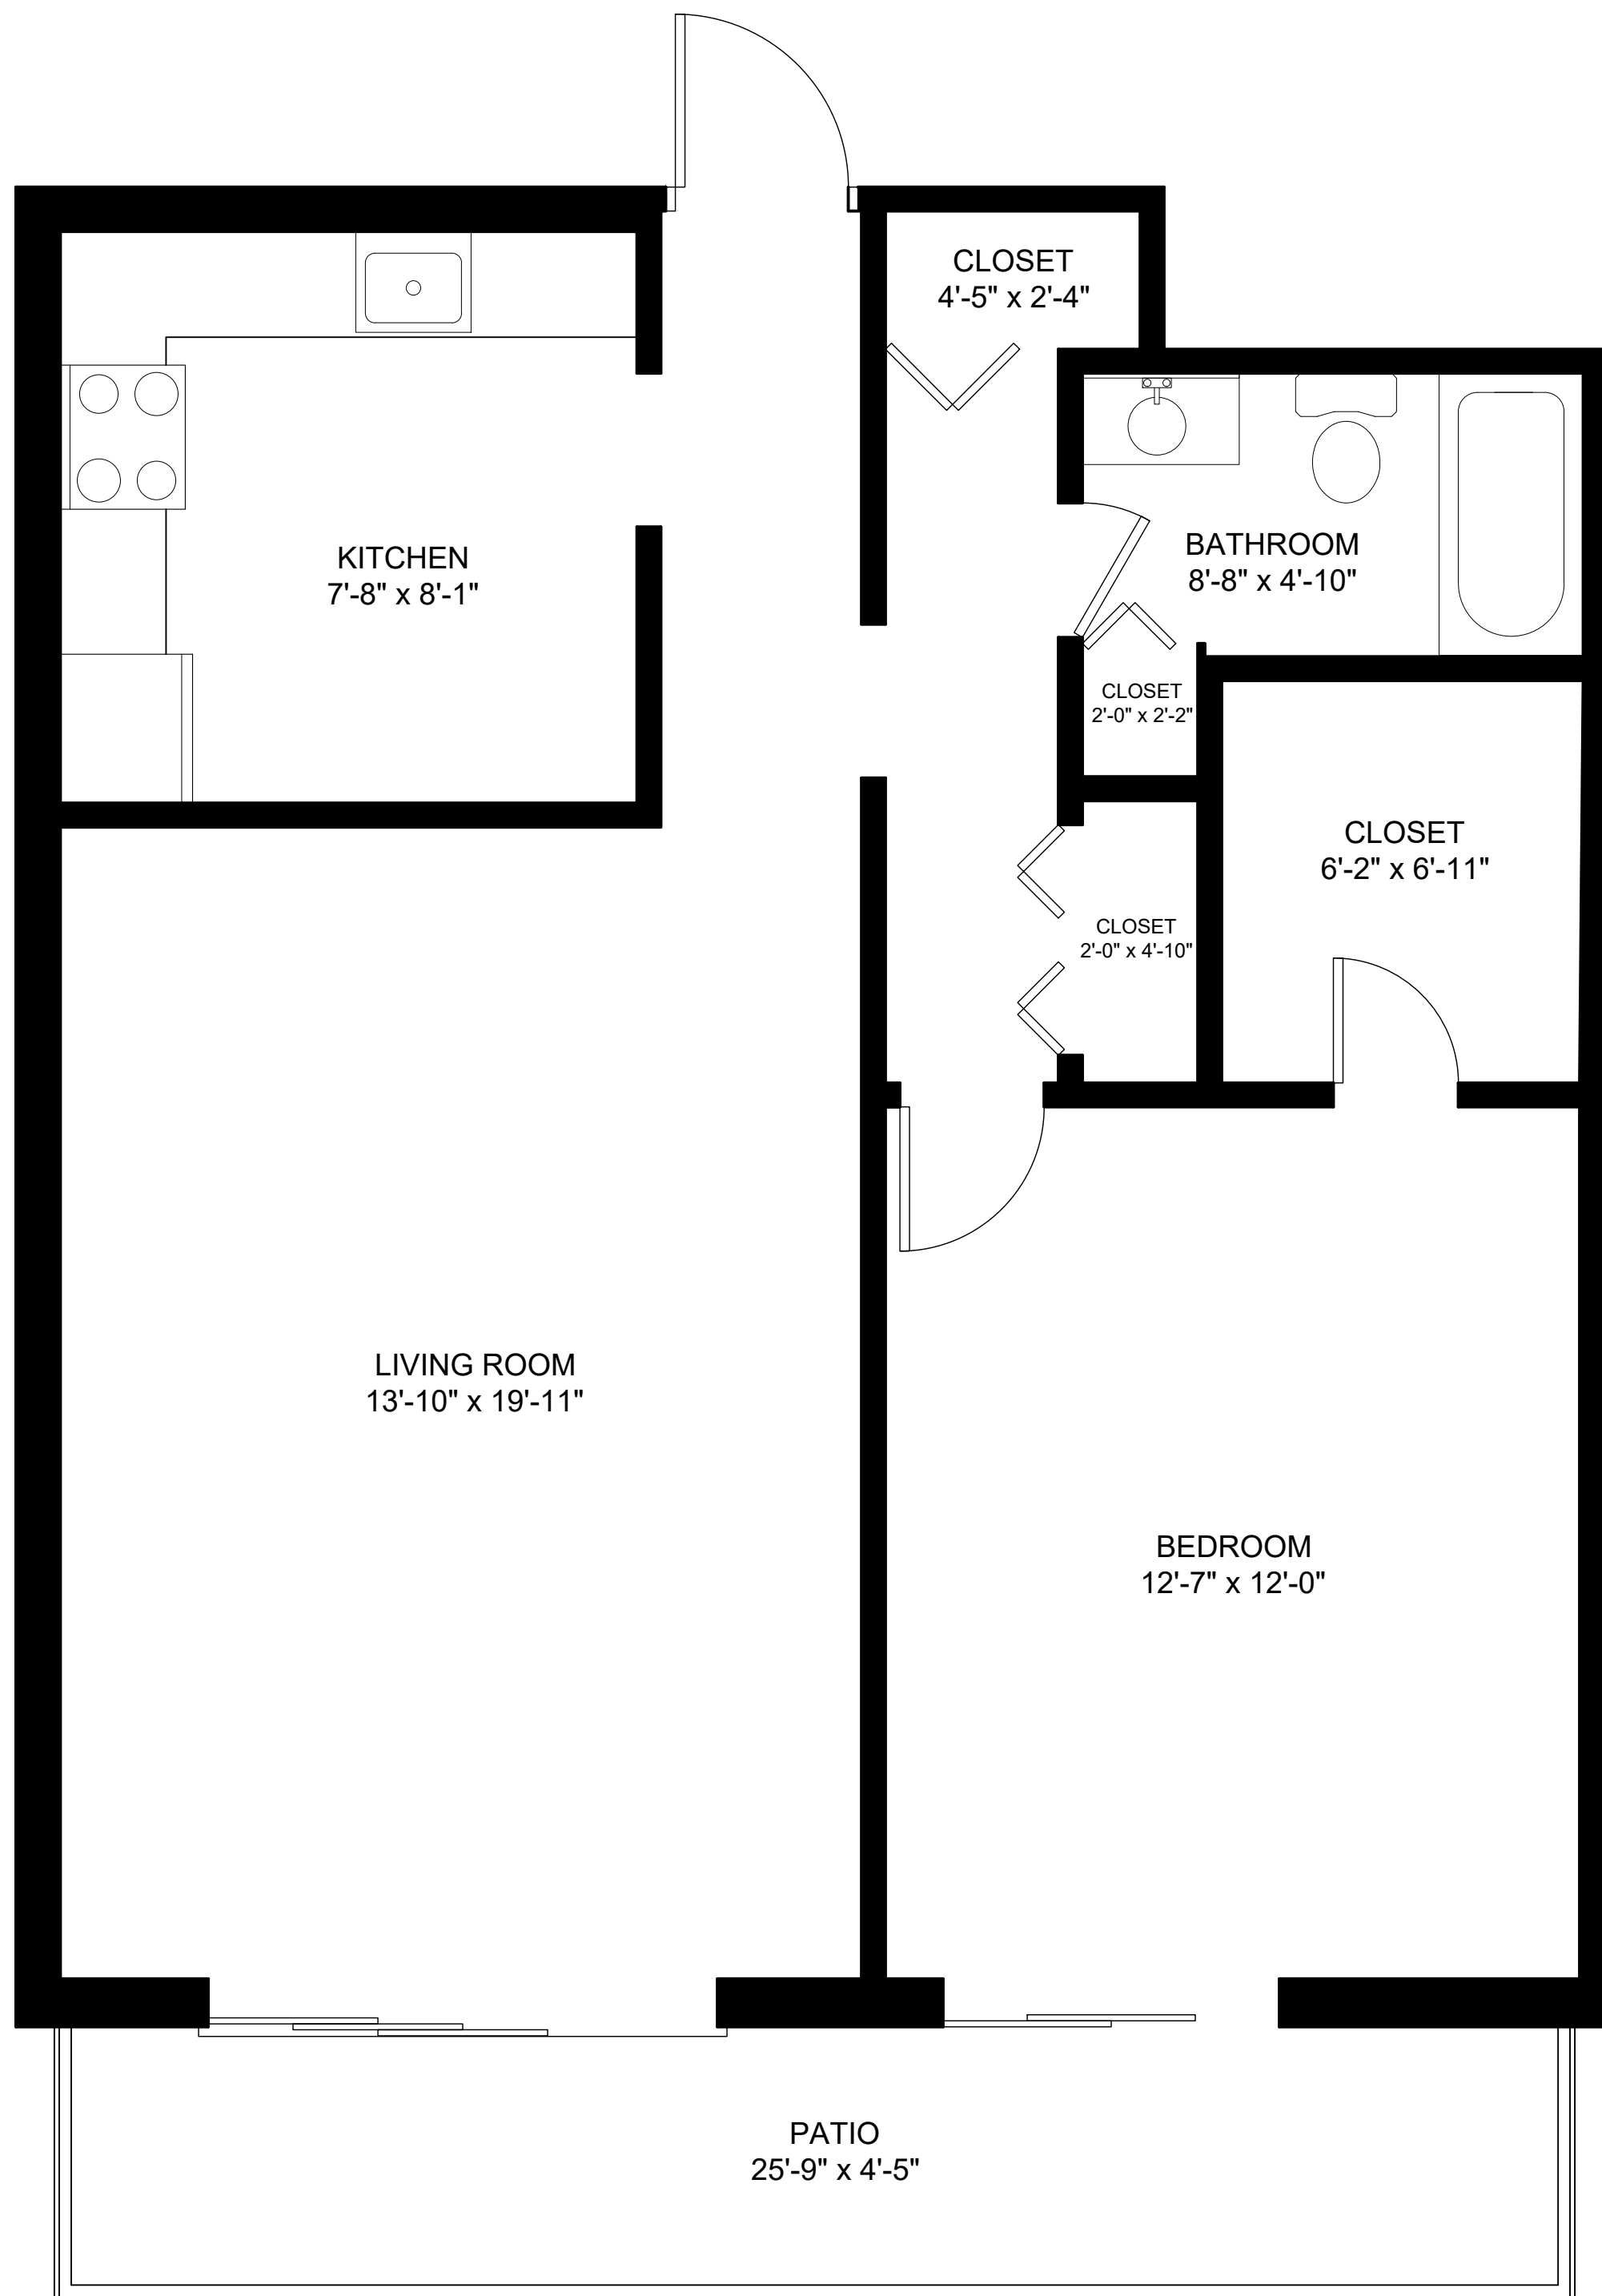 CLOSET
4'-5" x 2'-4"
KITCHEN
7'-8" x 8'-1"
BATHROOM
8'-8" x 4'-10"
CLOSET
2'-0" x 2'-2"
CLOSET
6'-2" x 6'-11"
CLOSET
2'-0" x 4'-10"
LIVING ROOM
13'-10" x 19'-11"
BEDROOM
12'-7" x 12'-0"
PATIO
25'-9" x 4'-5"